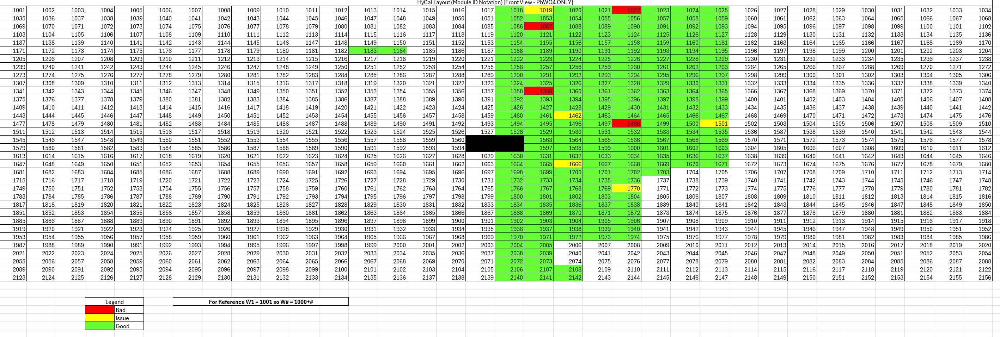 HyCal Layout (Module ID Notation) [Front View - PbWO4 ONLY]
1001 1002 1003 1004 1005 1006 1007 1008 1009 1010 1011 1012 1013 1014 1015 1016 1017 1018 1019 1020 1021 1022 1023 1024 1025 1026 1027 1028 1029 1030 1031 1032 1033 1034
1035 1036 1037 1038 1039 1040 1041 1042 1043 1044 1045 1046 1047 1048 1049 1050 1051 1052 1053 1054 1055 1056 1057 1058 1059 1060 1061 1062 1063 1064 1065 1066 1067 1068
1069 1070 1071 1072 1073 1074 1075 1076 1077 1078 1079 1080 1081 1082 1083 1084 1085 1086 1087 1088 1089 1090 1091 1092 1093 1094 1095 1096 1097 1098 1099 1100 1101 1102
1103 1104 1105 1106 1107 1108 1109 1110 1111 1112 1113 1114 1115 1116 1117 1118 1119 1120 1121 1122 1123 1124 1125 1126 1127 1128 1129 1130 1131 1132 1133 1134 1135 1136
1137 1138 1139 1140 1141 1142 1143 1144 1145 1146 1147 1148 1149 1150 1151 1152 1153 1154 1155 1156 1157 1158 1159 1160 1161 1162 1163 1164 1165 1166 1167 1168 1169 1170
1171 1172 1173 1174 1175 1176 1177 1178 1179 1180 1181 1182 1183 1184 1185 1186 1187 1188 1189 1190 1191 1192 1193 1194 1195 1196 1197 1198 1199 1200 1201 1202 1203 1204
1205 1206 1207 1208 1209 1210 1211 1212 1213 1214 1215 1216 1217 1218 1219 1220 1221 1222 1223 1224 1225 1226 1227 1228 1229 1230 1231 1232 1233 1234 1235 1236 1237 1238
1239 1240 1241 1242 1243 1244 1245 1246 1247 1248 1249 1250 1251 1252 1253 1254 1255 1256 1257 1258 1259 1260 1261 1262 1263 1264 1265 1266 1267 1268 1269 1270 1271 1272
1273 1274 1275 1276 1277 1278 1279 1280 1281 1282 1283 1284 1285 1286 1287 1288 1289 1290 1291 1292 1293 1294 1295 1296 1297 1298 1299 1300 1301 1302 1303 1304 1305 1306
1307 1308 1309 1310 1311 1312 1313 1314 1315 1316 1317 1318 1319 1320 1321 1322 1323 1324 1325 1326 1327 1328 1329 1330 1331 1332 1333 1334 1335 1336 1337 1338 1339 1340
1341 1342 1343 1344 1345 1346 1347 1348 1349 1350 1351 1352 1353 1354 1355 1356 1357 1358 1359 1360 1361 1362 1363 1364 1365 1366 1367 1368 1369 1370 1371 1372 1373 1374
1375 1376 1377 1378 1379 1380 1381 1382 1383 1384 1385 1386 1387 1388 1389 1390 1391 1392 1393 1394 1395 1396 1397 1398 1399 1400 1401 1402 1403 1404 1405 1406 1407 1408
1409 1410 1411 1412 1413 1414 1415 1416 1417 1418 1419 1420 1421 1422 1423 1424 1425 1426 1427 1428 1429 1430 1431 1432 1433 1434 1435 1436 1437 1438 1439 1440 1441 1442
1443 1444 1445 1446 1447 1448 1449 1450 1451 1452 1453 1454 1455 1456 1457 1458 1459 1460 1461 1462 1463 1464 1465 1466 1467 1468 1469 1470 1471 1472 1473 1474 1475 1476
1477 1478 1479 1480 1481 1482 1483 1484 1485 1486 1487 1488 1489 1490 1491 1492 1493 1494 1495 1496 1497 1498 1499 1500 1501 1502 1503 1504 1505 1506 1507 1508 1509 1510
1511 1512 1513 1514 1515 1516 1517 1518 1519 1520 1521 1522 1523 1524 1525 1526 1527 1528 1529 1530 1531 1532 1533 1534 1535 1536 1537 1538 1539 1540 1541 1542 1543 1544
1545 1546 1547 1548 1549 1550 1551 1552 1553 1554 1555 1556 1557 1558 1559 1560 1563 1564 1565 1566 1567 1568 1569 1570 1571 1572 1573 1574 1575 1576 1577 1578
1579 1580 1581 1582 1583 1584 1585 1586 1587 1588 1589 1590 1591 1592 1593 1594 1597 1598 1599 1600 1601 1602 1603 1604 1605 1606 1607 1608 1609 1610 1611 1612
1613 1614 1615 1616 1617 1618 1619 1620 1621 1622 1623 1624 1625 1626 1627 1628 1629 1630 1631 1632 1633 1634 1635 1636 1637 1638 1639 1640 1641 1642 1643 1644 1645 1646
1647 1648 1649 1650 1651 1652 1653 1654 1655 1656 1657 1658 1659 1660 1661 1662 1663 1664 1665 1666 1667 1668 1669 1670 1671 1672 1673 1674 1675 1676 1677 1678 1679 1680
1681 1682 1683 1684 1685 1686 1687 1688 1689 1690 1691 1692 1693 1694 1695 1696 1697 1698 1699 1700 1701 1702 1703 1704 1705 1706 1707 1708 1709 1710 1711 1712 1713 1714
1715 1716 1717 1718 1719 1720 1721 1722 1723 1724 1725 1726 1727 1728 1729 1730 1731 1732 1733 1734 1735 1736 1737 1738 1739 1740 1741 1742 1743 1744 1745 1746 1747 1748
1749 1750 1751 1752 1753 1754 1755 1756 1757 1758 1759 1760 1761 1762 1763 1764 1765 1766 1767 1768 1769 1770 1771 1772 1773 1774 1775 1776 1777 1778 1779 1780 1781 1782
1783 1784 1785 1786 1787 1788 1789 1790 1791 1792 1793 1794 1795 1796 1797 1798 1799 1800 1801 1802 1803 1804 1805 1806 1807 1808 1809 1810 1811 1812 1813 1814 1815 1816
1817 1818 1819 1820 1821 1822 1823 1824 1825 1826 1827 1828 1829 1830 1831 1832 1833 1834 1835 1836 1837 1838 1839 1840 1841 1842 1843 1844 1845 1846 1847 1848 1849 1850
1851 1852 1853 1854 1855 1856 1857 1858 1859 1860 1861 1862 1863 1864 1865 1866 1867 1868 1869 1870 1871 1872 1873 1874 1875 1876 1877 1878 1879 1880 1881 1882 1883 1884
1885 1886 1887 1888 1889 1890 1891 1892 1893 1894 1895 1896 1897 1898 1899 1900 1901 1902 1903 1904 1905 1906 1907 1908 1909 1910 1911 1912 1913 1914 1915 1916 1917 1918
1919 1920 1921 1922 1923 1924 1925 1926 1927 1928 1929 1930 1931 1932 1933 1934 1935 1936 1937 1938 1939 1940 1941 1942 1943 1944 1945 1946 1947 1948 1949 1950 1951 1952
1953 1954 1955 1956 1957 1958 1959 1960 1961 1962 1963 1964 1965 1966 1967 1968 1969 1970 1971 1972 1973 1974 1975 1976 1977 1978 1979 1980 1981 1982 1983 1984 1985 1986
1987 1988 1989 1990 1991 1992 1993 1994 1995 1996 1997 1998 1999 2000 2001 2002 2003 2004 2005 2006 2007 2008 2009 2010 2011 2012 2013 2014 2015 2016 2017 2018 2019 2020
2021 2022 2023 2024 2025 2026 2027 2028 2029 2030 2031 2032 2033 2034 2035 2036 2037 2038 2039 2040 2041 2042 2043 2044 2045 2046 2047 2048 2049 2050 2051 2052 2053 2054
2055 2056 2057 2058 2059 2060 2061 2062 2063 2064 2065 2066 2067 2068 2069 2070 2071 2072 2073 2074 2075 2076 2077 2078 2079 2080 2081 2082 2083 2084 2085 2086 2087 2088
2089 2090 2091 2092 2093 2094 2095 2096 2097 2098 2099 2100 2101 2102 2103 2104 2105 2106 2107 2108 2109 2110 2111 2112 2113 2114 2115 2116 2117 2118 2119 2120 2121 2122
2123 2124 2125 2126 2127 2128 2129 2130 2131 2132 2133 2134 2135 2136 2137 2138 2139 2140 2141 2142 2143 2144 2145 2146 2147 2148 2149 2150 2151 2152 2153 2154 2155 2156
Legend
For Reference W1 = 1001 so W# = 1000+#
Bad
Issue
Good